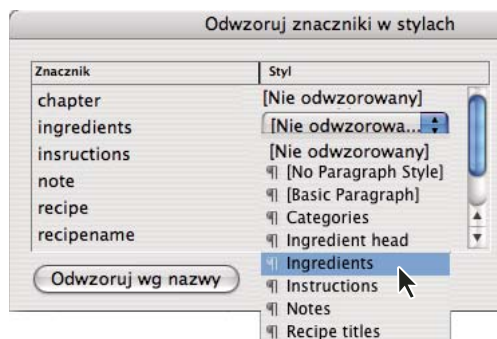 Odwzoruj znaczniki w stylach
Znacznik Styl
chapter [Nie odwzorowany]
ingredients [Nie odwzorowa...
insructions [Nie odwzorowany]
note ¶ [No Paragraph Style]
¶ [Basic Paragraph]
recipe ¶ Categories
recipename ¶ Ingredient head
¶ Ingredients
Odwzoruj wg nazwy ¶ Instructions
¶ Notes
¶ Recipe titles